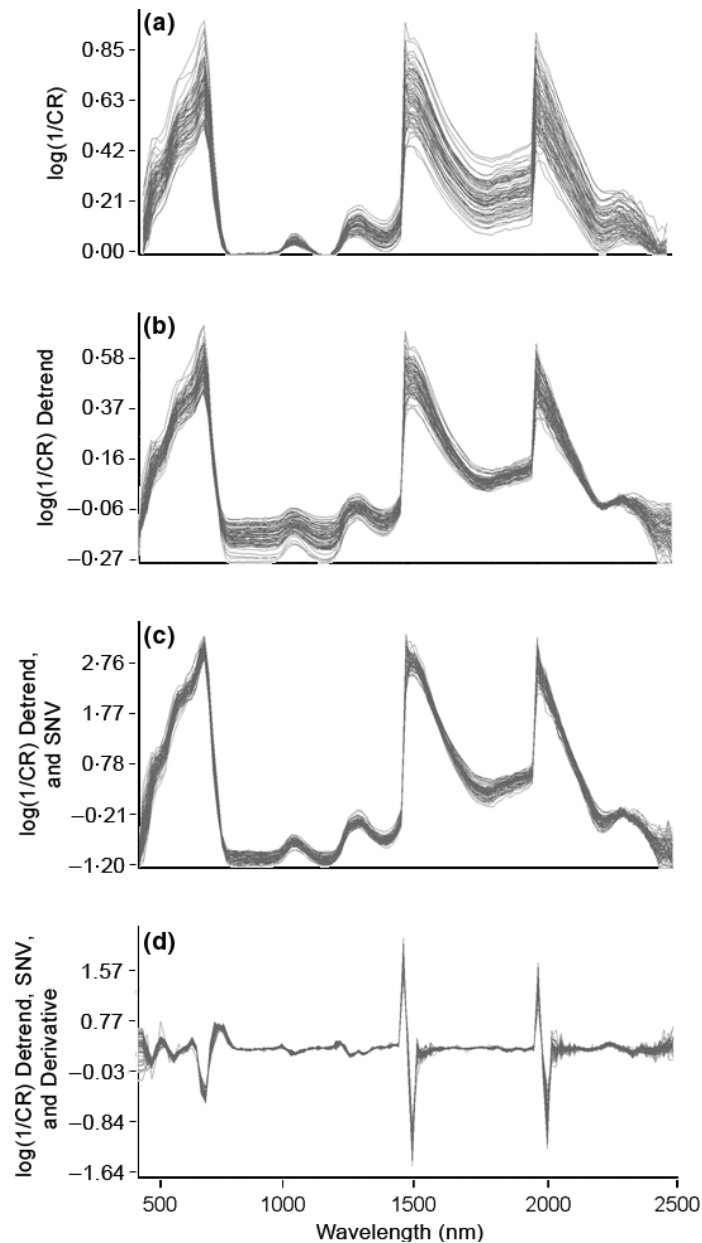 (a)
log(1/CR)
0·85
0·63
0·42
0·21
0·00
(b)
log(1/CR) Detrend
0·58
0·37
0·16
−0·06
−0·27
(c)
log(1/CR) Detrend,
and SNV
2·76
1·77
0·78
−0·21
−1·20
(d)
log(1/CR) Detrend, SNV,
and Derivative
1·57
0·77
−0·03
−0·84
−1·64
500 1000 1500 2000 2500
Wavelength (nm)